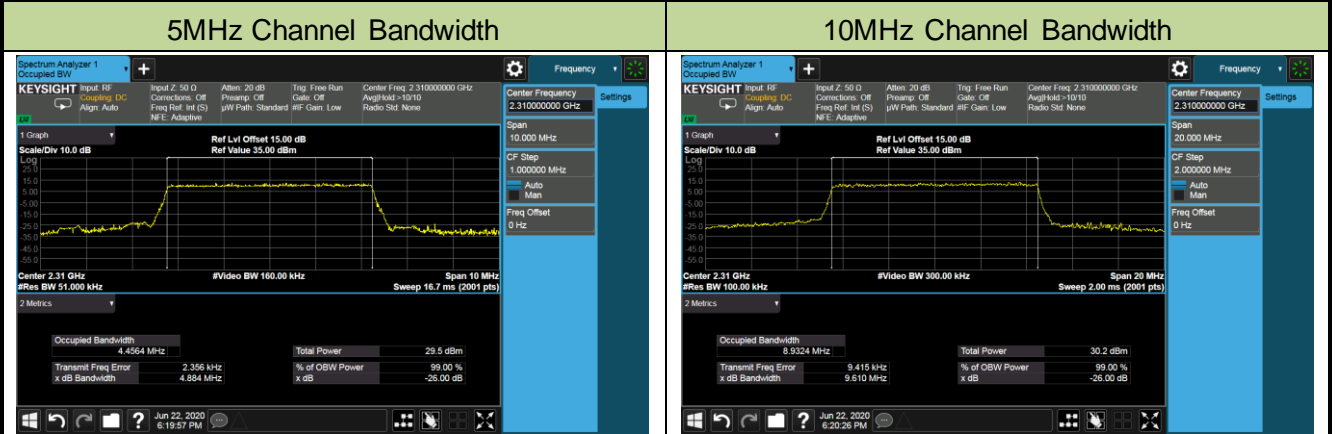 5MHz Channel Bandwidth
Spectrum Analyzer 1
Occupied BW
Frequency
KEYSIGHT
Input: RF
Coupling: DC
Align: Auto
Input Z: 50 Ω
Corrections: Off
Freq Ref: Int (S)
NFE: Adaptive
Atten: 20 dB
Preamp: Off
µW Path: Standard
Trig: Free Run
Gate: Off
#IF Gain: Low
Center Freq: 2.310000000 GHz
Avg|Hold:>10/10
Radio Std: None
Center Frequency
2.310000000 GHz
Settings
Span
10.000 MHz
CF Step
1.000000 MHz
Auto
Man
Freq Offset
0 Hz
1 Graph
Scale/Div 10.0 dB
Ref Lvl Offset 15.00 dB
Ref Value 35.00 dBm
Log
25.0
15.0
5.00
-5.00
-15.0
-25.0
-35.0
-45.0
-55.0
Center 2.31 GHz
#Res BW 51.000 kHz
#Video BW 160.00 kHz
Span 10 MHz
Sweep 16.7 ms (2001 pts)
2 Metrics
Occupied Bandwidth
4.4564 MHz
Total Power 29.5 dBm
Transmit Freq Error 2.356 kHz
% of OBW Power 99.00 %
x dB Bandwidth 4.884 MHz
x dB -26.00 dB
?
Jun 22, 2020
6:19:57 PM
10MHz Channel Bandwidth
Spectrum Analyzer 1
Occupied BW
Frequency
KEYSIGHT
Input: RF
Coupling: DC
Align: Auto
Input Z: 50 Ω
Corrections: Off
Freq Ref: Int (S)
NFE: Adaptive
Atten: 20 dB
Preamp: Off
µW Path: Standard
Trig: Free Run
Gate: Off
#IF Gain: Low
Center Freq: 2.310000000 GHz
Avg|Hold:>10/10
Radio Std: None
Center Frequency
2.310000000 GHz
Settings
Span
20.000 MHz
CF Step
2.000000 MHz
Auto
Man
Freq Offset
0 Hz
1 Graph
Scale/Div 10.0 dB
Ref Lvl Offset 15.00 dB
Ref Value 35.00 dBm
Log
25.0
15.0
5.00
-5.00
-15.0
-25.0
-35.0
-45.0
-55.0
Center 2.31 GHz
#Res BW 100.00 kHz
#Video BW 300.00 kHz
Span 20 MHz
Sweep 2.00 ms (2001 pts)
2 Metrics
Occupied Bandwidth
8.9324 MHz
Total Power 30.2 dBm
Transmit Freq Error 9.415 kHz
% of OBW Power 99.00 %
x dB Bandwidth 9.610 MHz
x dB -26.00 dB
?
Jun 22, 2020
6:20:26 PM